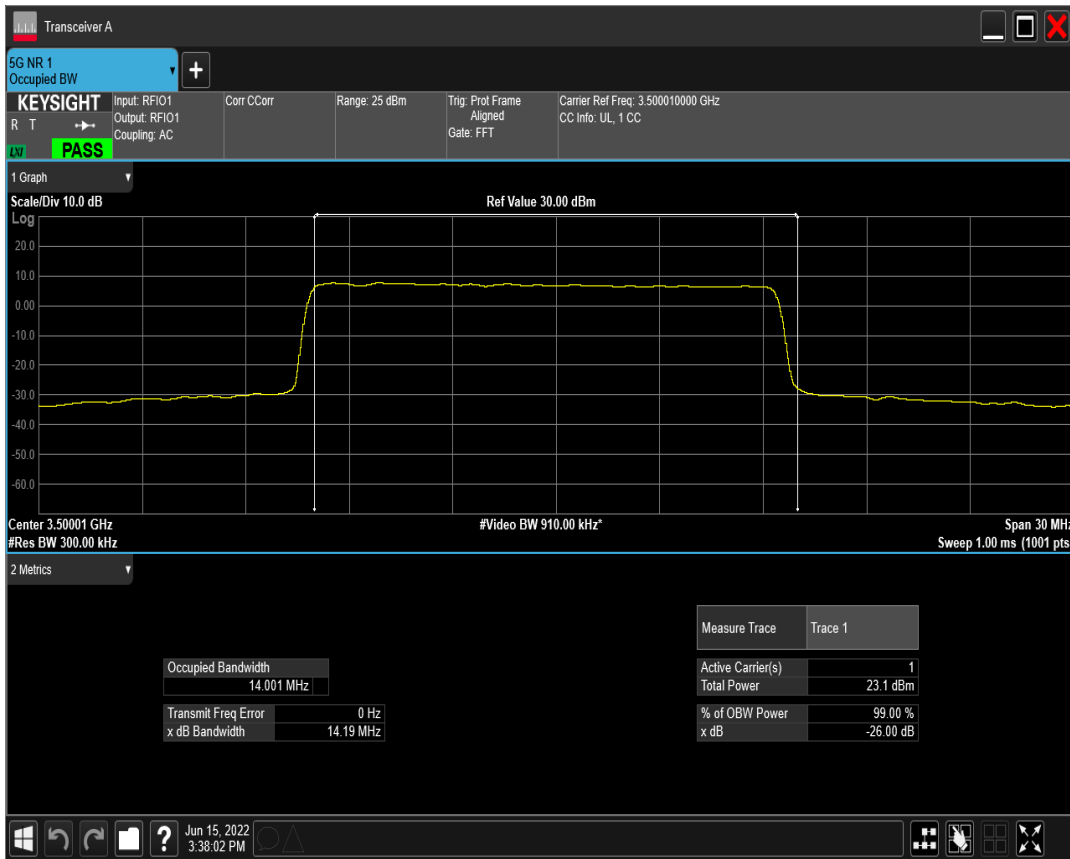 Transceiver A
5G NR 1
Occupied BW
+
KEYSIGHT
R T
LXI
PASS
Input: RFIO1
Output: RFIO1
Coupling: AC
Corr CCorr
Range: 25 dBm
Trig: Prot Frame
Aligned
Gate: FFT
Carrier Ref Freq: 3.500010000 GHz
CC Info: UL, 1 CC
1 Graph
Scale/Div 10.0 dB
Ref Value 30.00 dBm
Log
20.0
10.0
0.00
-10.0
-20.0
-30.0
-40.0
-50.0
-60.0
Center 3.50001 GHz
#Video BW 910.00 kHz*
Span 30 MHz
#Res BW 300.00 kHz
Sweep 1.00 ms (1001 pts
2 Metrics
Measure Trace Trace 1
Occupied Bandwidth
14.001 MHz
Transmit Freq Error 0 Hz
x dB Bandwidth 14.19 MHz
Active Carrier(s) 1
Total Power 23.1 dBm
% of OBW Power 99.00 %
x dB -26.00 dB
?
Jun 15, 2022
3:38:02 PM